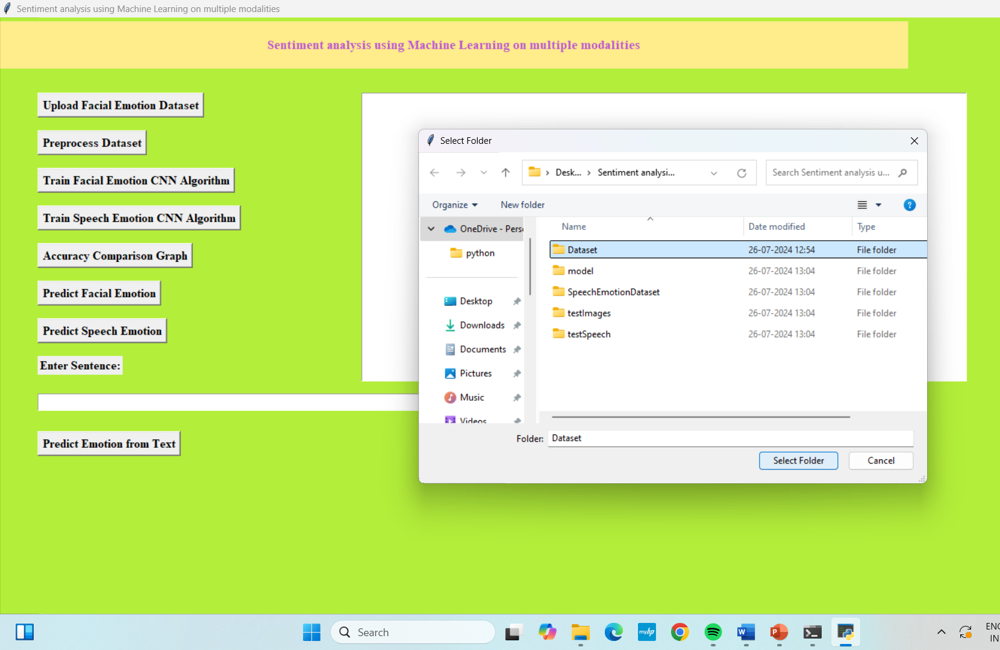 Sentiment analysis using Machine Learning on multiple modalities
Sentiment analysis using Machine Learning on multiple modalities
Upload Facial Emotion Dataset
Preprocess Dataset
Train Facial Emotion CNN Algorithm
Train Speech Emotion CNN Algorithm
Accuracy Comparison Graph
Predict Facial Emotion
Predict Speech Emotion
Enter Sentence:
Predict Emotion from Text
Select Folder
Desk... Sentiment analysi...
Search Sentiment analysis u...
Organize New folder
?
OneDrive - Perso
python
Desktop
Downloads
Documents
Pictures
Music
Videos
Name Date modified Type
Dataset 26-07-2024 12:54 File folder
model 26-07-2024 13:04 File folder
SpeechEmotionDataset 26-07-2024 13:04 File folder
testImages 26-07-2024 13:04 File folder
testSpeech 26-07-2024 13:04 File folder
Folder: Dataset
Select Folder Cancel
Search
myhp
W
P
ENG
IN